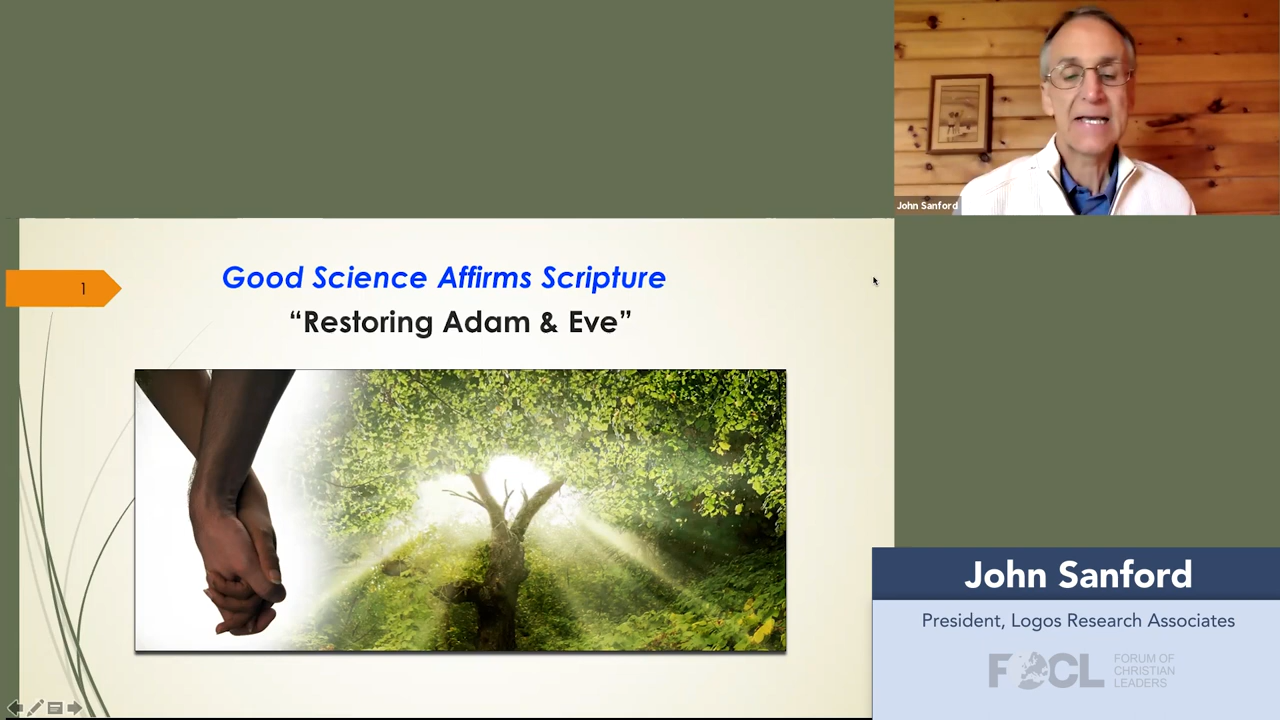 John Sanford
Good Science Affirms Scripture
1
“Restoring Adam & Eve”
John Sanford
President, Logos Research Associates
FOCL
FORUM OF
CHRISTIAN
LEADERS